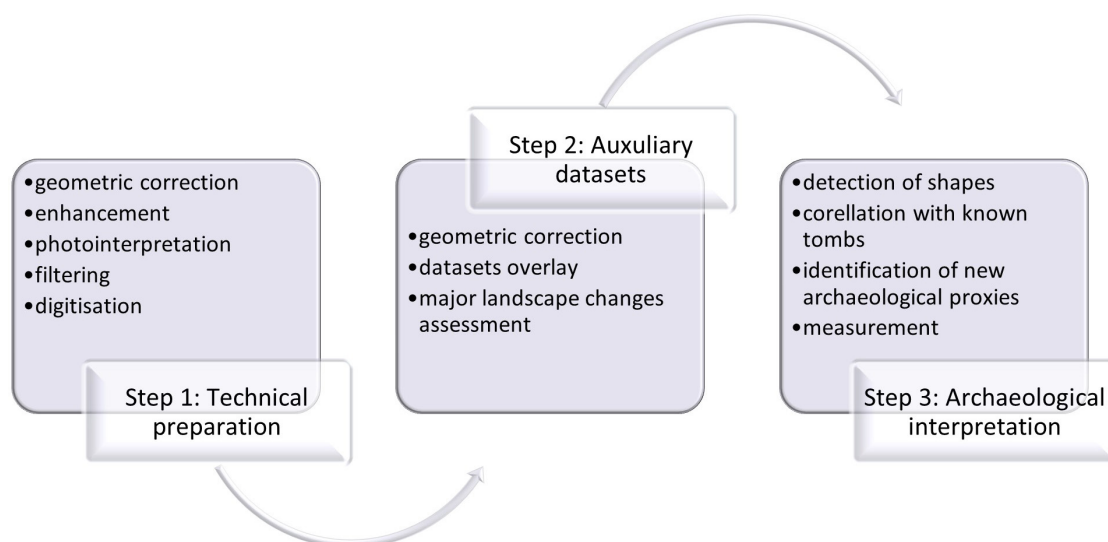 •geometric correction
•enhancement
•photointerpretation
•filtering
•digitisation
Step 1: Technical
preparation
Step 2: Auxuliary
datasets
•geometric correction
•datasets overlay
•major landscape changes
assessment
•detection of shapes
•corellation with known
tombs
•identification of new
archaeological proxies
•measurement
Step 3: Archaeological
interpretation